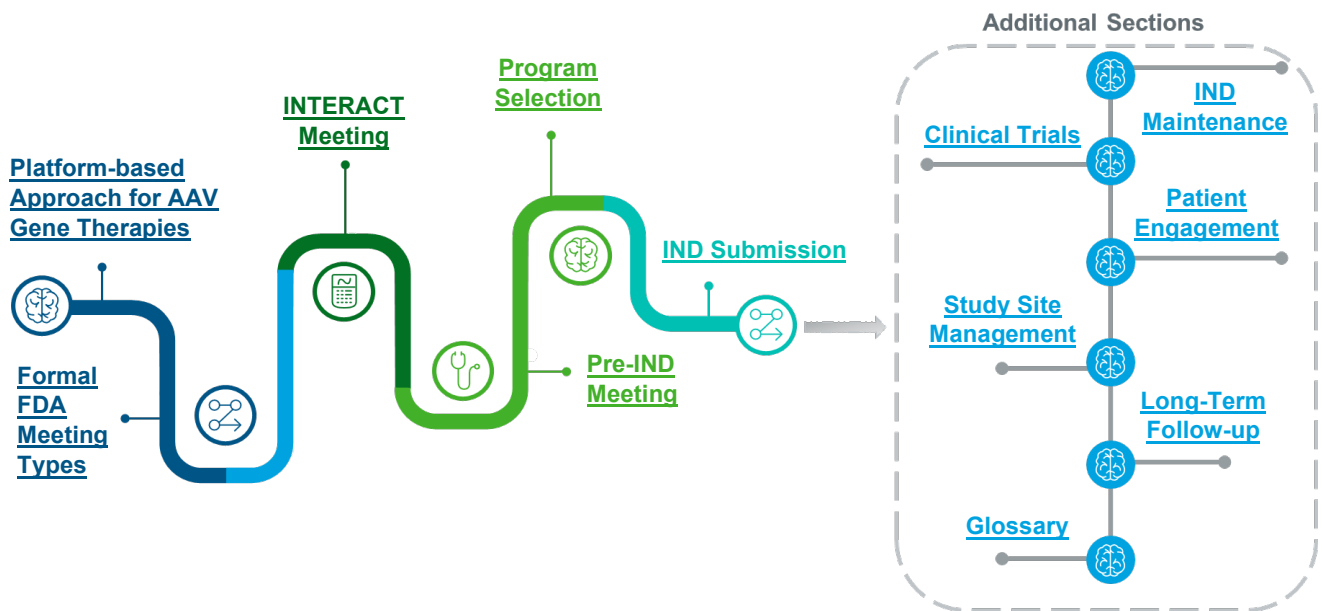 Platform-based
Approach for AAV
Gene Therapies
Formal
FDA
Meeting
Types
INTERACT
Meeting
Pre-IND
Meeting
Program
Selection
IND Submission
Additional Sections
IND
Maintenance
Clinical Trials
Patient
Engagement
Study Site
Management
Long-Term
Follow-up
Glossary